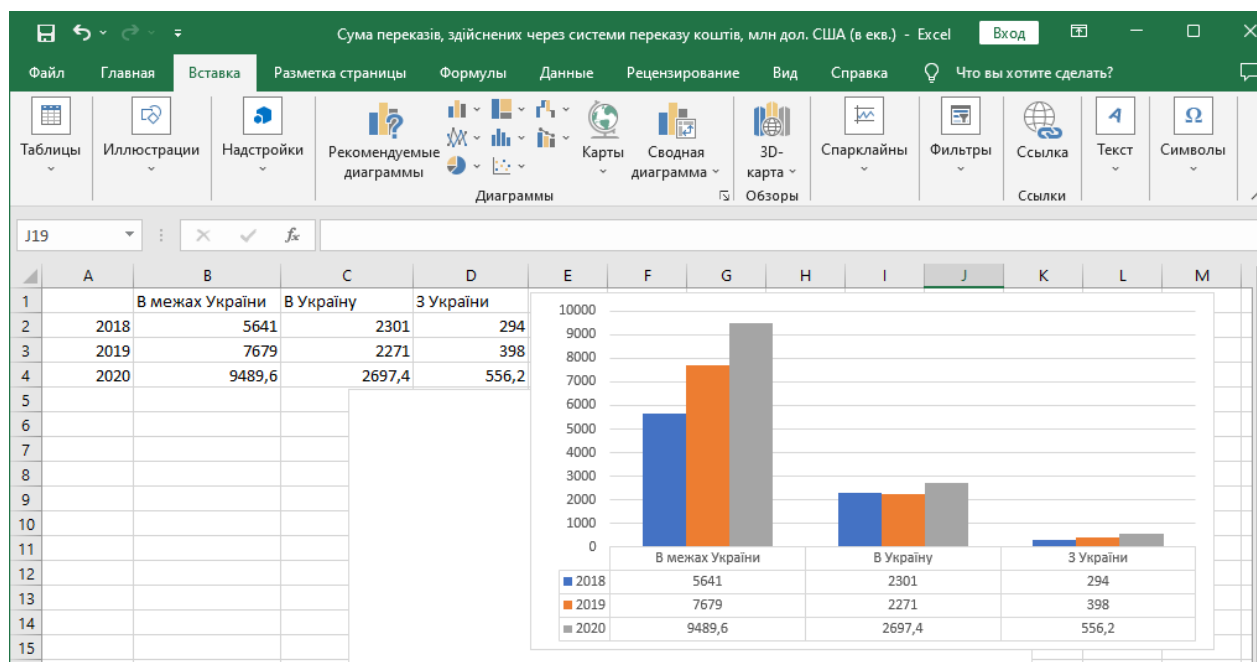 Сума переказів, здійснених через системи переказу коштів, млн дол. США (в екв.) - Excel Вход
Файл Главная Вставка Разметка страницы Формулы Данные Рецензирование Вид Справка Что вы хотите сделать?
Таблицы Иллюстрации Надстройки Рекомендуемые диаграммы Карты Сводная диаграмма 3D-карта Спарклайны Фильтры Ссылка Текст Символы
Диаграммы Обзоры Ссылки
J19 fx
A B C D E F G H I J K L M
1 В межах України В Україну З України
2 2018 5641 2301 294
3 2019 7679 2271 398
4 2020 9489,6 2697,4 556,2
5
6
7
8
9
10
11
12
13
14
15
10000
9000
8000
7000
6000
5000
4000
3000
2000
1000
0
В межах України В Україну З України
2018 5641 2301 294
2019 7679 2271 398
2020 9489,6 2697,4 556,2